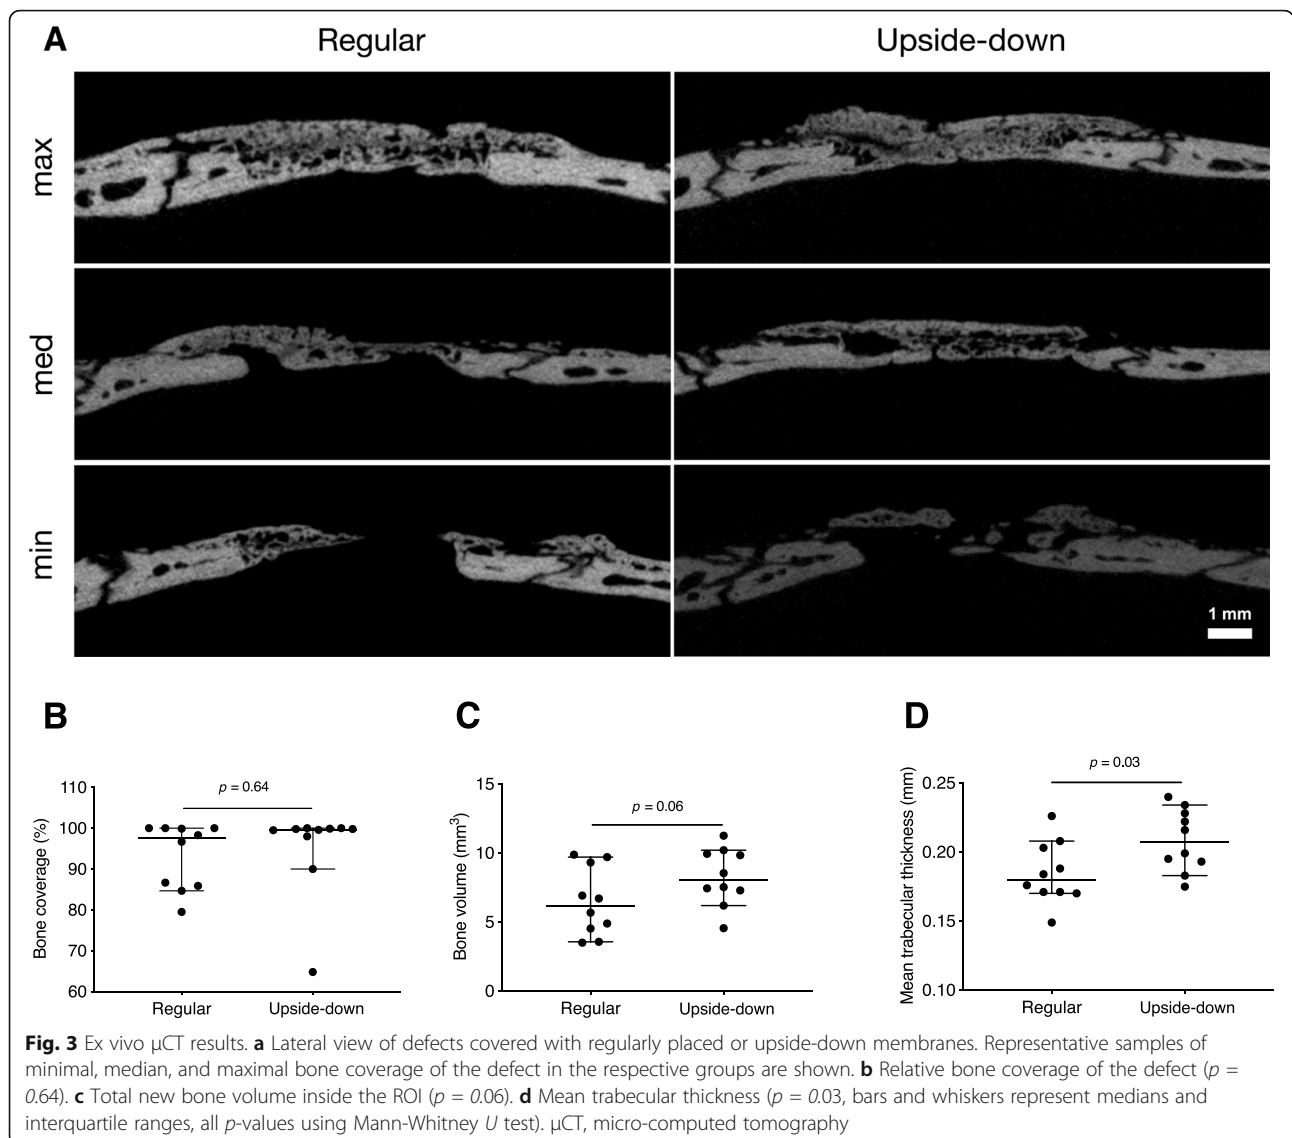 A
Regular
Upside-down
max
med
min
1 mm
B
Bone coverage (%)
110
100
90
80
70
60
p = 0.64
Regular
Upside-down
C
Bone volume (mm³)
15
10
5
0
p = 0.06
Regular
Upside-down
D
Mean trabecular thickness (mm)
0.25
0.20
0.15
0.10
p = 0.03
Regular
Upside-down
Fig. 3 Ex vivo μCT results. a Lateral view of defects covered with regularly placed or upside-down membranes. Representative samples of
minimal, median, and maximal bone coverage of the defect in the respective groups are shown. b Relative bone coverage of the defect (p =
0.64). c Total new bone volume inside the ROI (p = 0.06). d Mean trabecular thickness (p = 0.03, bars and whiskers represent medians and
interquartile ranges, all p-values using Mann-Whitney U test). μCT, micro-computed tomography